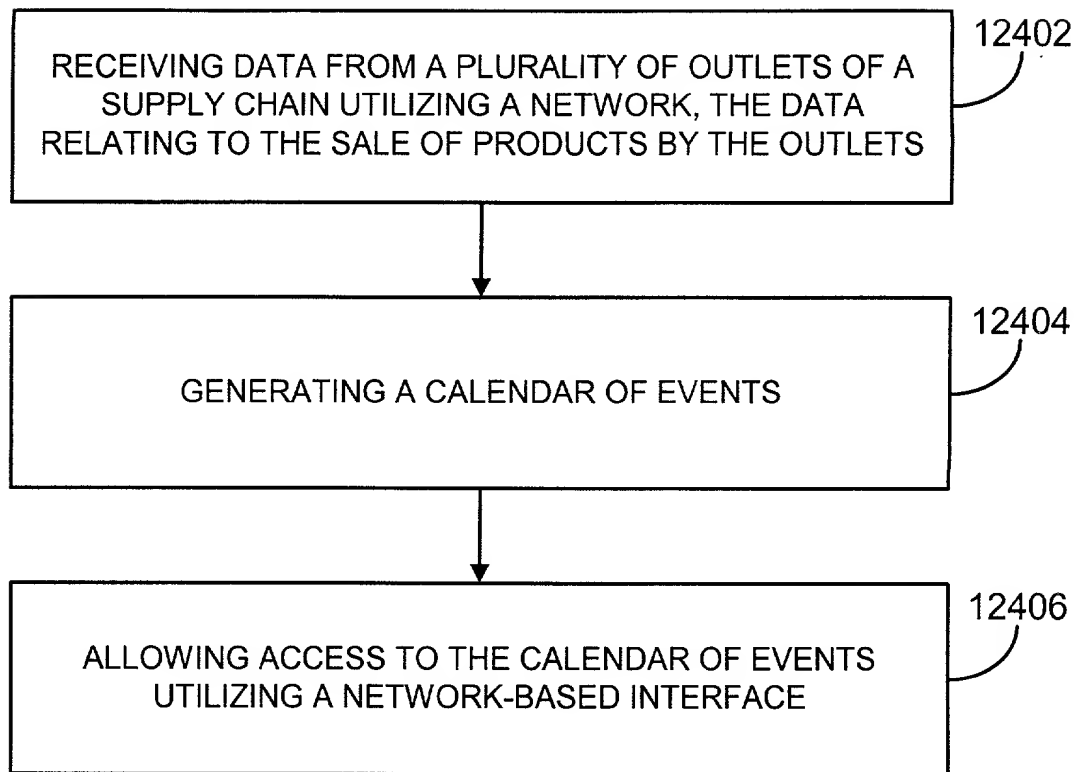 12402
RECEIVING DATA FROM A PLURALITY OF OUTLETS OF A
SUPPLY CHAIN UTILIZING A NETWORK, THE DATA
RELATING TO THE SALE OF PRODUCTS BY THE OUTLETS
12404
GENERATING A CALENDAR OF EVENTS
12406
ALLOWING ACCESS TO THE CALENDAR OF EVENTS
UTILIZING A NETWORK-BASED INTERFACE